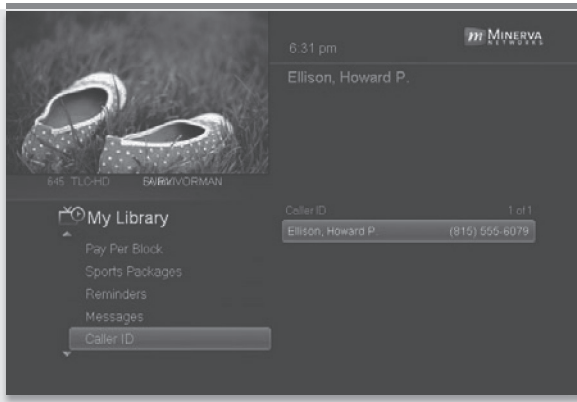 6:31 pm
m MINERVA
NETWORKS
Ellison, Howard P.
645 TLC-HD SURVIVORMAN
My Library
Pay Per Block
Sports Packages
Reminders
Messages
Caller ID
Caller ID 1 of 1
Ellison, Howard P. (815) 555-6079